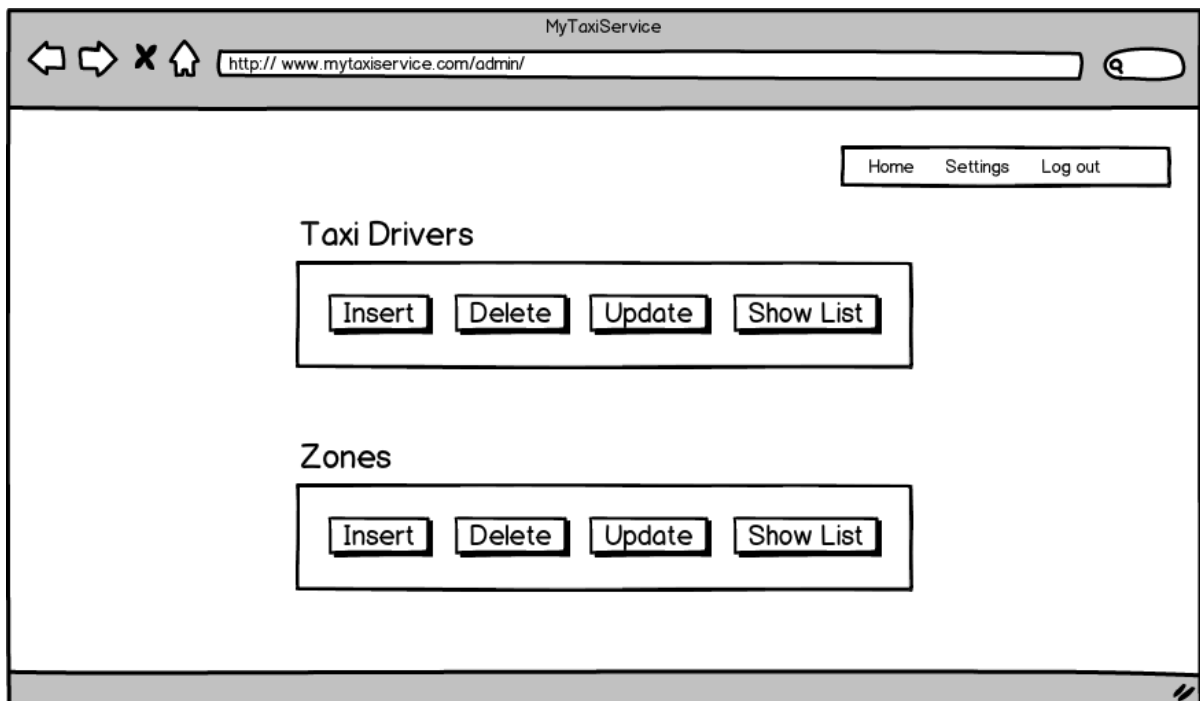 MyTaxiService
http:// www.mytaxiservice.com/admin/
Home Settings Log out
Taxi Drivers
Insert Delete Update Show List
Zones
Insert Delete Update Show List